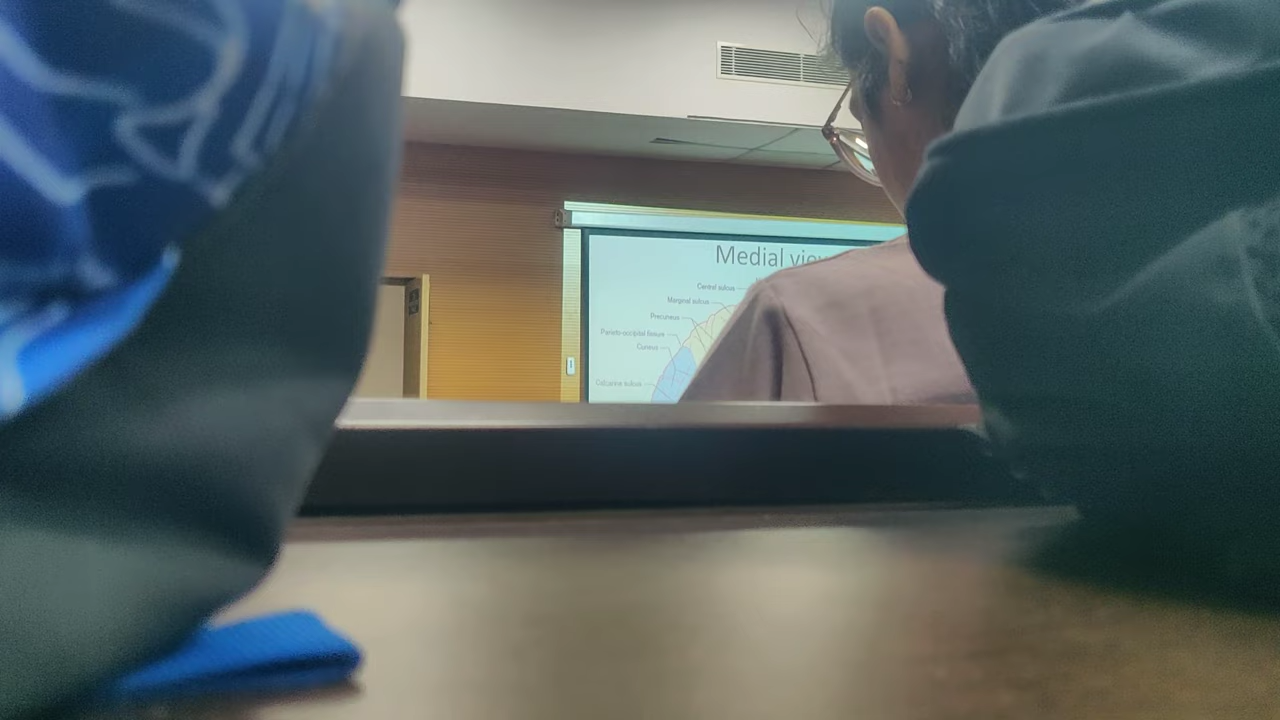 Medial view
Central sulcus
Marginal sulcus
Precuneus
Parieto-occipital fissure
Cuneus
Calcarine sulcus